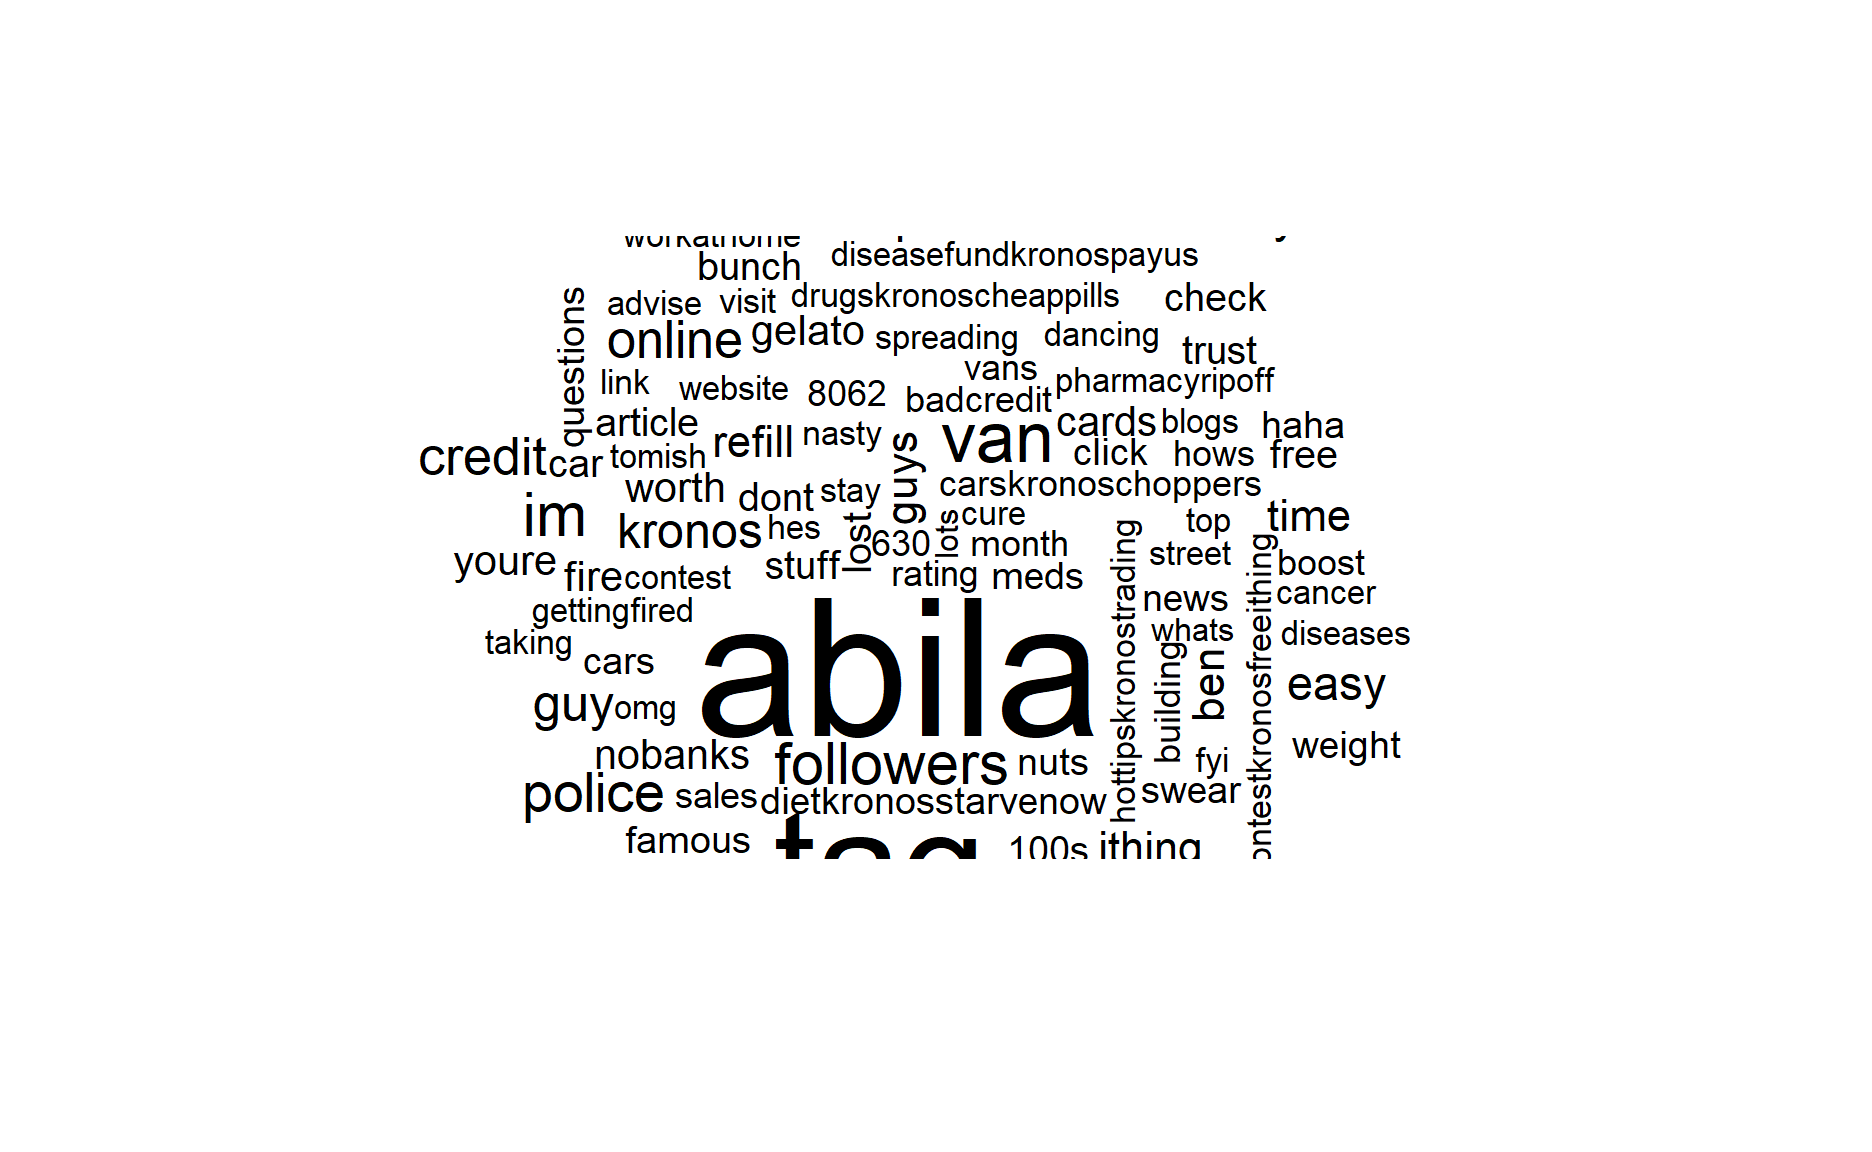 workathome
diseasefundkronospayus
bunch
advise visit drugskronoscheappills check
questions
online gelato spreading dancing trust
vans
link website 8062 badcredit pharmacyripoff
article refill nasty guys van cards blogs haha
credit car tomish click hows free
worth dont stay carskronoschoppers
im kronos hes lost 630 lots cure top time
month
youre fire contest stuff rating meds hottipskronostrading street boost
gettingfired news cancer
taking cars abila whats diseases
building ben ontestkronosfreeithing easy
guy omg
nobanks followers nuts fyi weight
police sales dietkronosstarvenow swear
famous tag 100s ithing